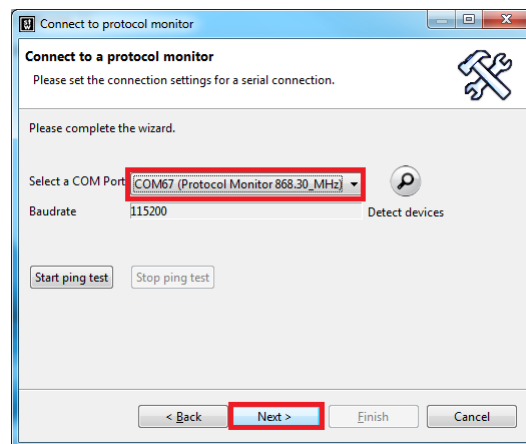 Connect to protocol monitor
Connect to a protocol monitor
Please set the connection settings for a serial connection.
Please complete the wizard.
Select a COM Port COM67 (Protocol Monitor 868.30_MHz)
Baudrate 115200 Detect devices
Start ping test Stop ping test
< Back Next > Finish Cancel